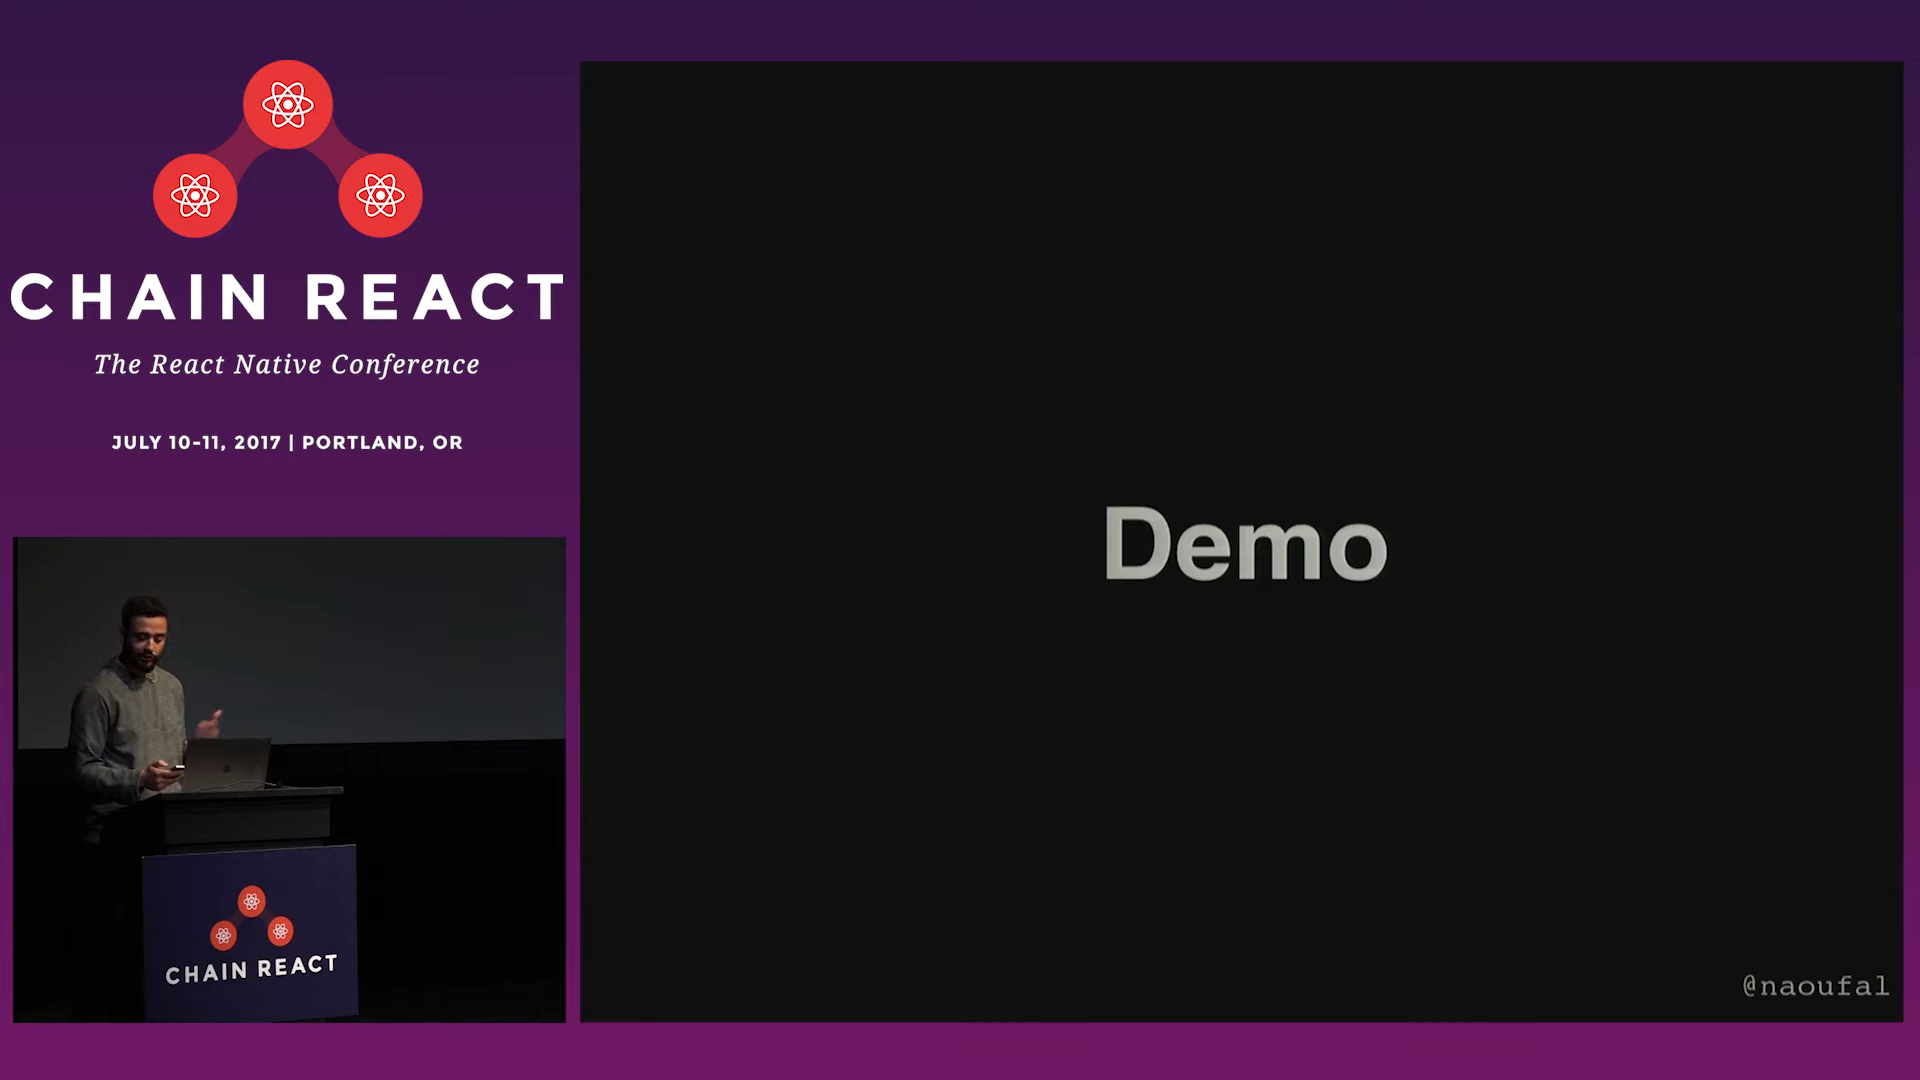 CHAIN REACT
The React Native Conference
JULY 10-11, 2017 | PORTLAND, OR
Demo
@naoufal
CHAIN REACT